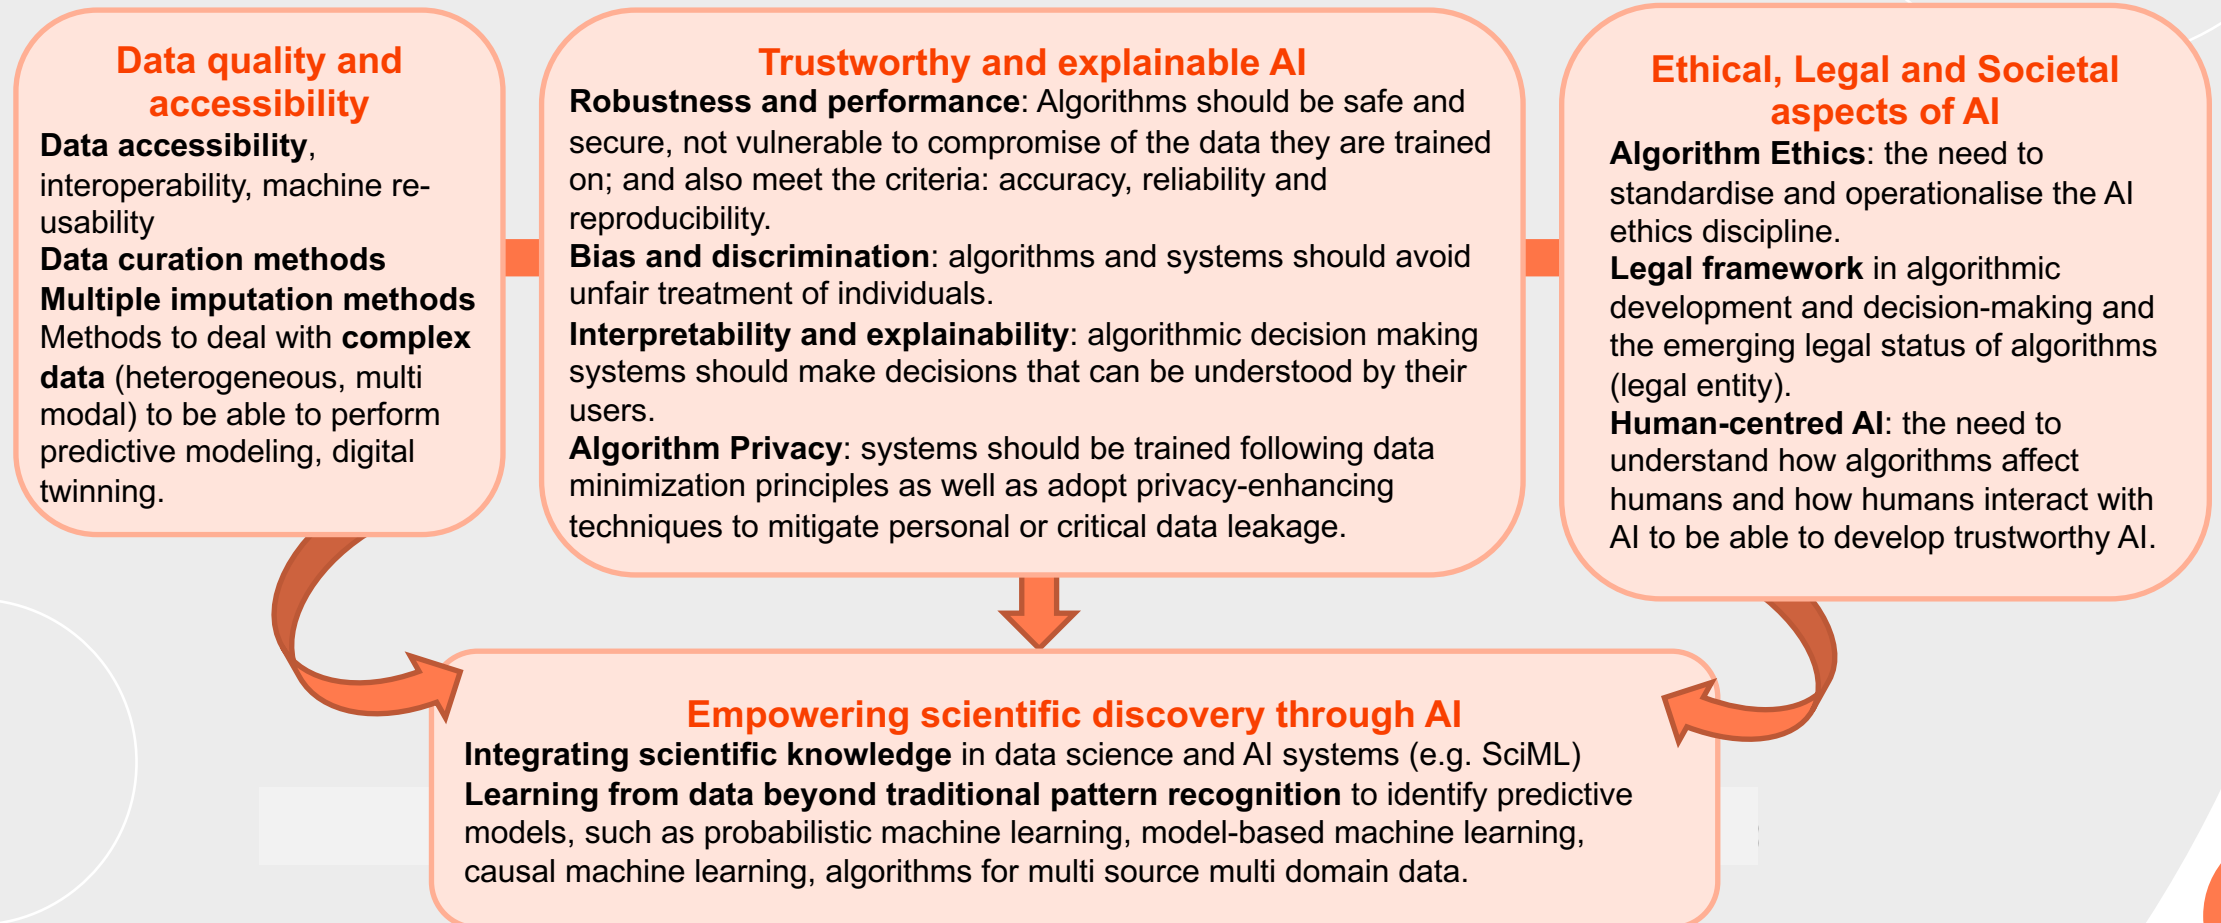 Data quality and
accessibility
Data accessibility,
interoperability, machine re-
usability
Data curation methods
Multiple imputation methods
Methods to deal with complex
data (heterogeneous, multi
modal) to be able to perform
predictive modeling, digital
twinning.
Trustworthy and explainable AI
Robustness and performance: Algorithms should be safe and
secure, not vulnerable to compromise of the data they are trained
on; and also meet the criteria: accuracy, reliability and
reproducibility.
Bias and discrimination: algorithms and systems should avoid
unfair treatment of individuals.
Interpretability and explainability: algorithmic decision making
systems should make decisions that can be understood by their
users.
Algorithm Privacy: systems should be trained following data
minimization principles as well as adopt privacy-enhancing
techniques to mitigate personal or critical data leakage.
Ethical, Legal and Societal
aspects of AI
Algorithm Ethics: the need to
standardise and operationalise the AI
ethics discipline.
Legal framework in algorithmic
development and decision-making and
the emerging legal status of algorithms
(legal entity).
Human-centred AI: the need to
understand how algorithms affect
humans and how humans interact with
AI to be able to develop trustworthy AI.
Empowering scientific discovery through AI
Integrating scientific knowledge in data science and AI systems (e.g. SciML)
Learning from data beyond traditional pattern recognition to identify predictive
models, such as probabilistic machine learning, model-based machine learning,
causal machine learning, algorithms for multi source multi domain data.